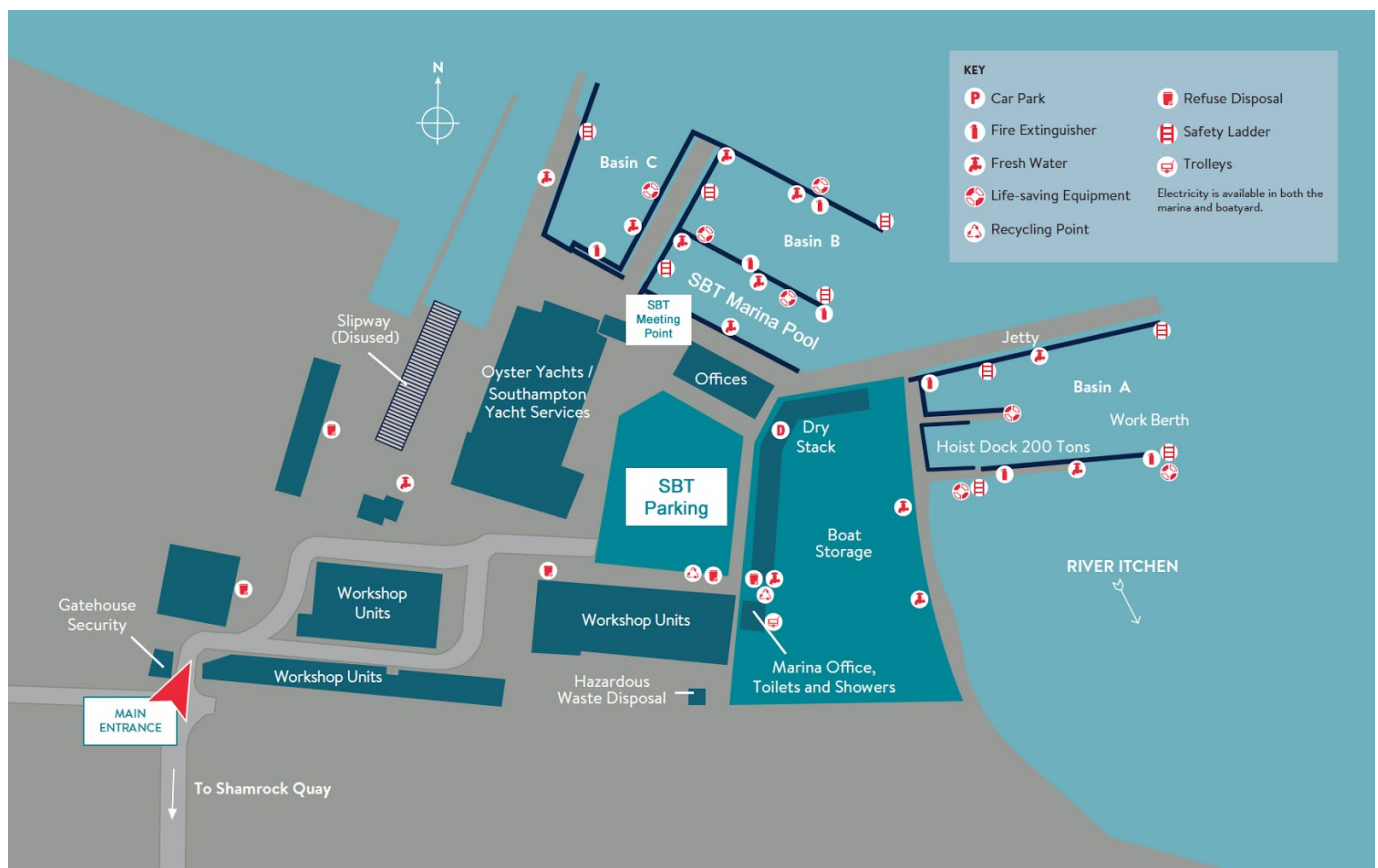 N
KEY
P Car Park
Fire Extinguisher
Fresh Water
Life-saving Equipment
Recycling Point
Refuse Disposal
Safety Ladder
Trolleys
Electricity is available in both the
marina and boatyard.
Basin C
Basin B
SBT Marina Pool
SBT
Meeting
Point
Slipway
(Disused)
Oyster Yachts /
Southampton
Yacht Services
Offices
Jetty
Basin A
Work Berth
Hoist Dock 200 Tons
D
Dry
Stack
SBT
Parking
Boat
Storage
RIVER ITCHEN
Workshop
Units
Workshop Units
Gatehouse
Security
Workshop Units
Marina Office,
Toilets and Showers
Hazardous
Waste Disposal
MAIN
ENTRANCE
To Shamrock Quay